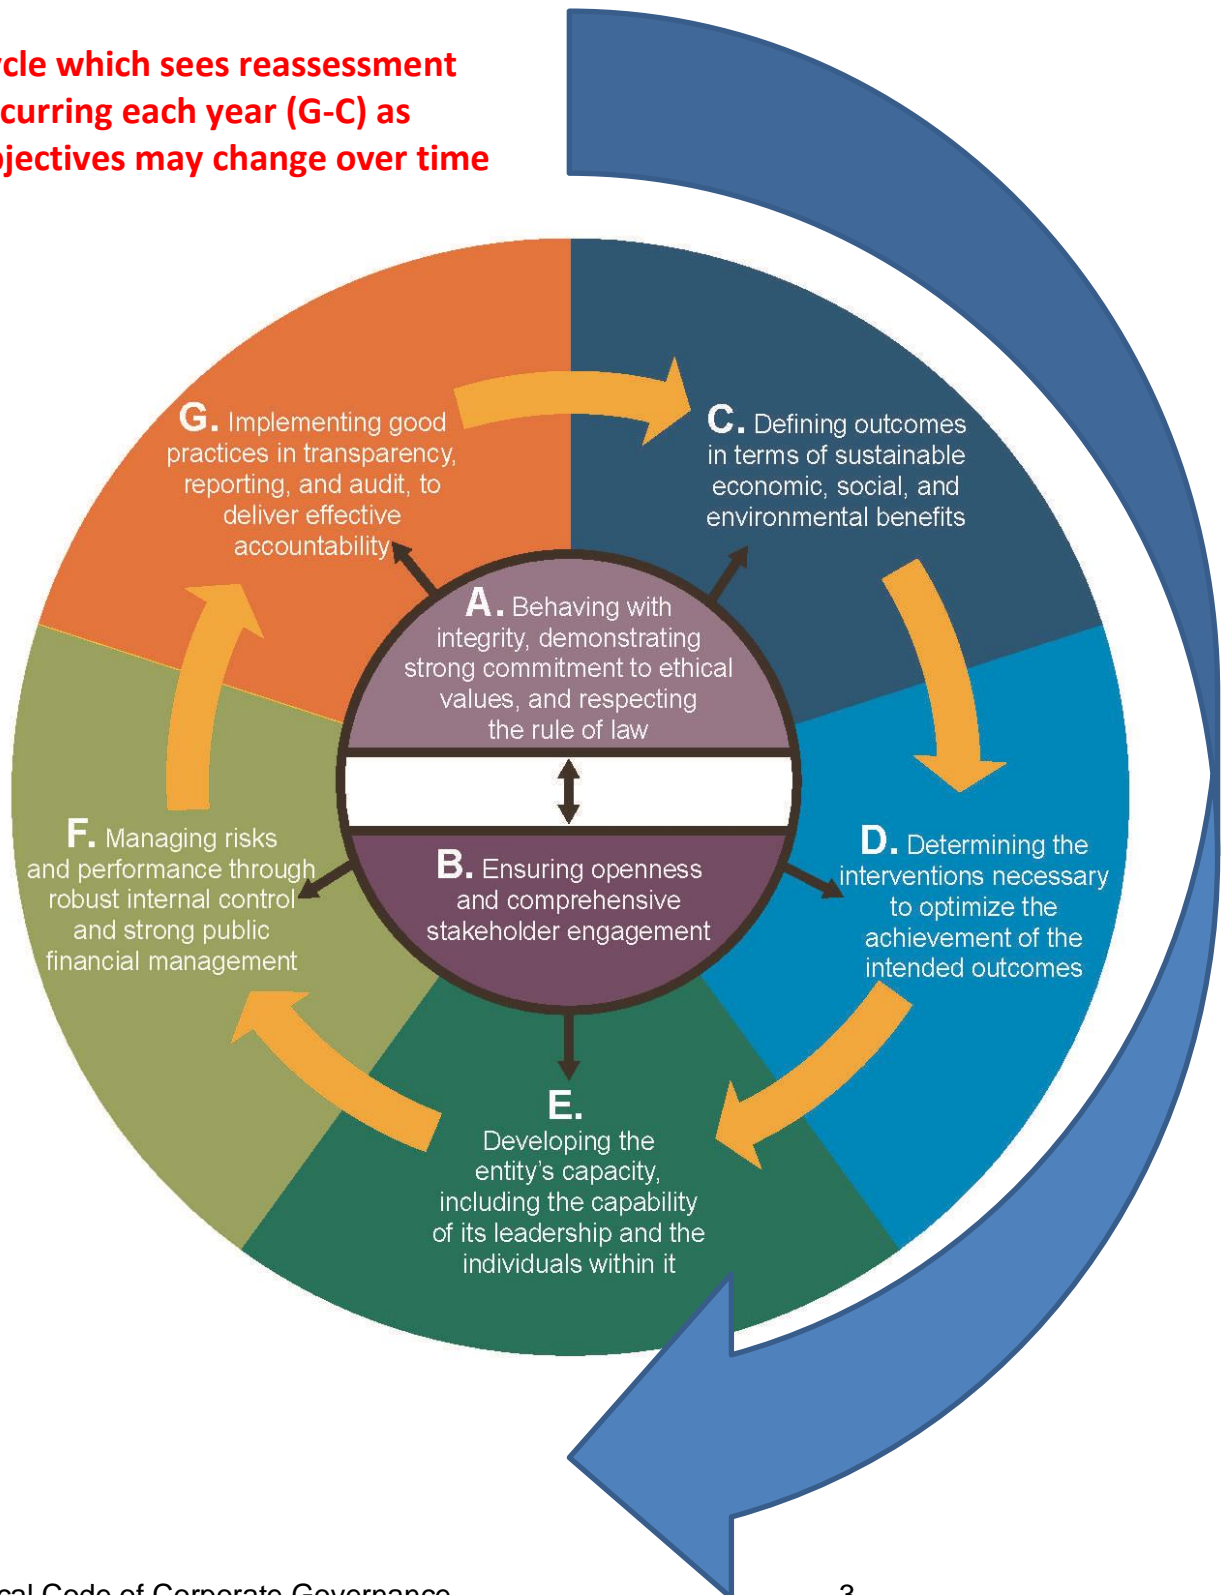 ycle which sees reassessment
ccurring each year (G-C) as
bjectives may change over time
G. Implementing good
practices in transparency,
reporting, and audit, to
deliver effective
accountability
C. Defining outcomes
in terms of sustainable
economic, social, and
environmental benefits
A. Behaving with
integrity, demonstrating
strong commitment to ethical
values, and respecting
the rule of law
F. Managing risks
and performance through
robust internal control
and strong public
financial management
B. Ensuring openness
and comprehensive
stakeholder engagement
D. Determining the
interventions necessary
to optimize the
achievement of the
intended outcomes
E.
Developing the
entity's capacity,
including the capability
of its leadership and the
individuals within it
cal Code of Corporate Governance 3